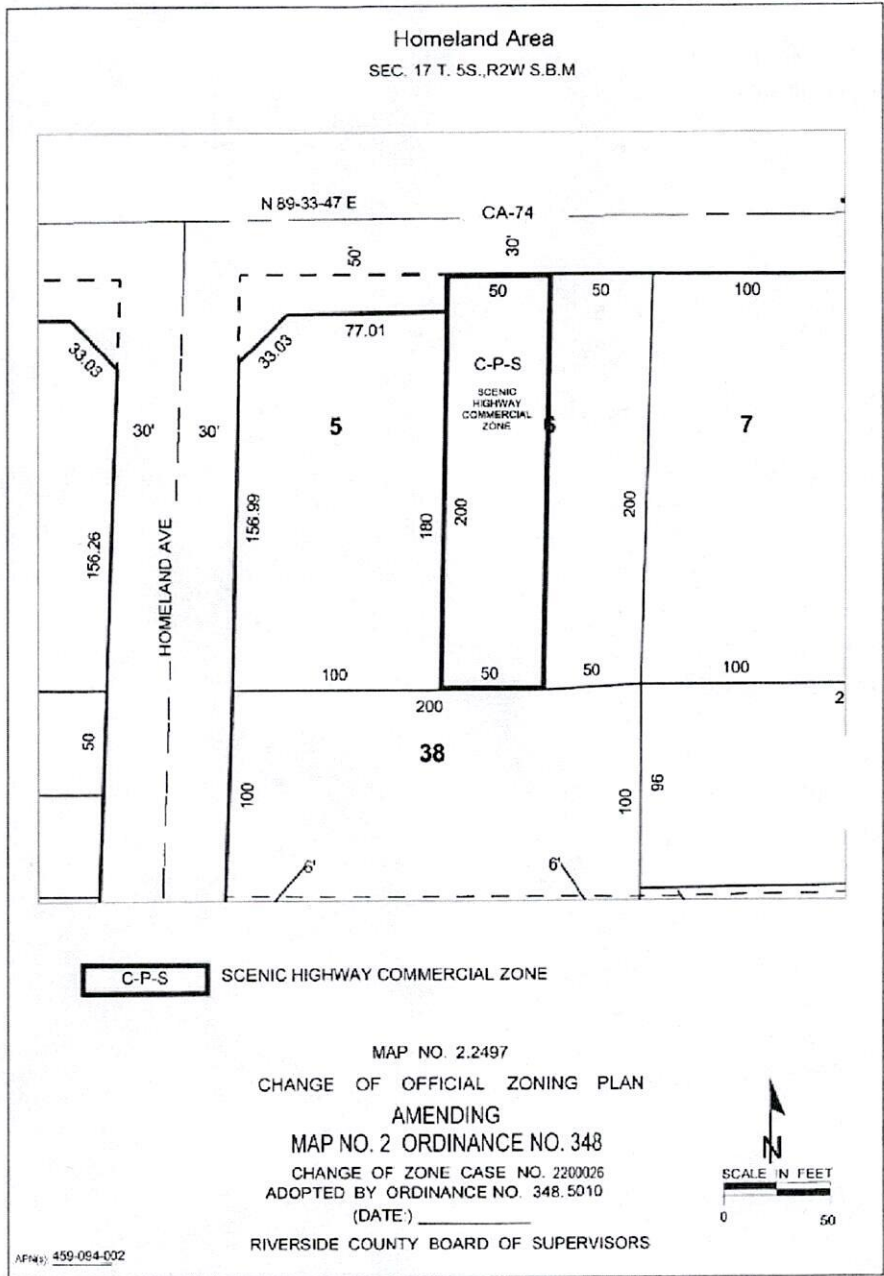 Homeland Area
SEC. 17 T. 5S.,R2W S.B.M
N 89-33-47 E
CA-74
50'
30'
50
50
100
33.03
33.03
77.01
C-P-S
SCENIC
HIGHWAY
COMMERCIAL
ZONE
30'
30'
5
6
7
156.26
HOMELAND AVE
156.99
180
200
200
100
50
50
100
200
2
50
38
100
100
96
6'
6'
C-P-S
SCENIC HIGHWAY COMMERCIAL ZONE
MAP NO. 2.2497
CHANGE OF OFFICIAL ZONING PLAN
AMENDING
MAP NO. 2 ORDINANCE NO. 348
CHANGE OF ZONE CASE NO. 2200026
ADOPTED BY ORDINANCE NO. 348.5010
(DATE:) __________
RIVERSIDE COUNTY BOARD OF SUPERVISORS
N
SCALE IN FEET
0 50
APN(s): 459-094-002